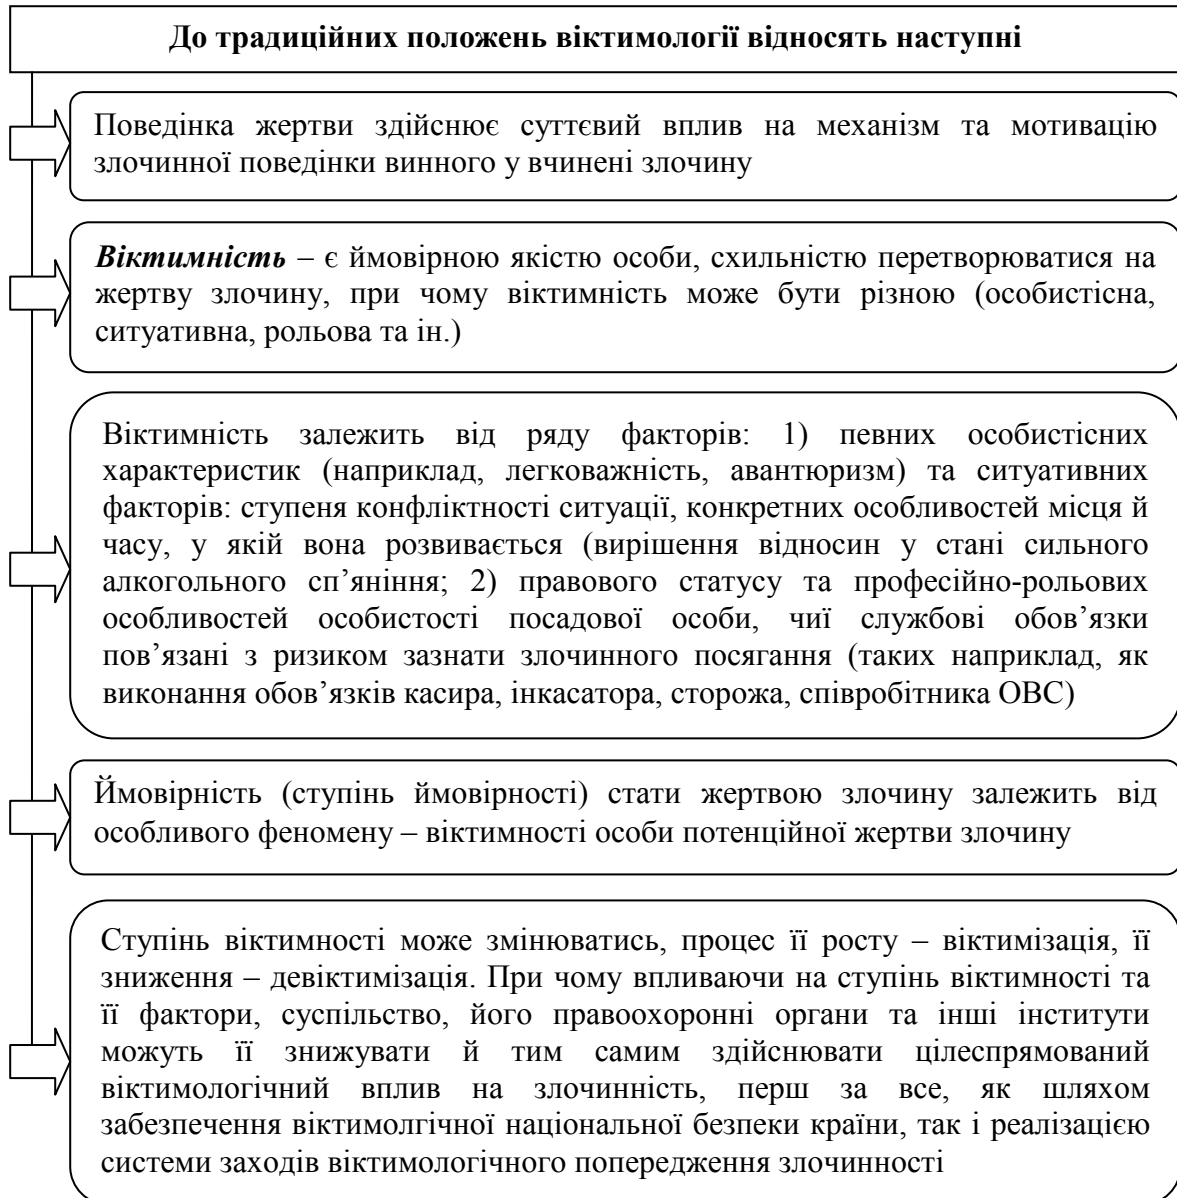 До традиційних положень віктимології відносять наступні
Поведінка жертви здійснює суттєвий вплив на механізм та мотивацію
злочинної поведінки винного у вчинені злочину
Віктимність – є ймовірною якістю особи, схильністю перетворюватися на
жертву злочину, при чому віктимність може бути різною (особистісна,
ситуативна, рольова та ін.)
Віктимність залежить від ряду факторів: 1) певних особистісних
характеристик (наприклад, легковажність, авантюризм) та ситуативних
факторів: ступеня конфліктності ситуації, конкретних особливостей місця й
часу, у якій вона розвивається (вирішення відносин у стані сильного
алкогольного сп’яніння; 2) правового статусу та професійно-рольових
особливостей особистості посадової особи, чиї службові обов’язки
пов’язані з ризиком зазнати злочинного посягання (таких наприклад, як
виконання обов’язків касира, інкасатора, сторожа, співробітника ОВС)
Ймовірність (ступінь ймовірності) стати жертвою злочину залежить від
особливого феномену – віктимності особи потенційної жертви злочину
Ступінь віктимності може змінюватись, процес її росту – віктимізація, її
зниження – девіктимізація. При чому впливаючи на ступінь віктимності та
її фактори, суспільство, його правоохоронні органи та інші інститути
можуть її знижувати й тим самим здійснювати цілеспрямований
віктимологічний вплив на злочинність, перш за все, як шляхом
забезпечення віктимолгічної національної безпеки країни, так і реалізацією
системи заходів віктимологічного попередження злочинності